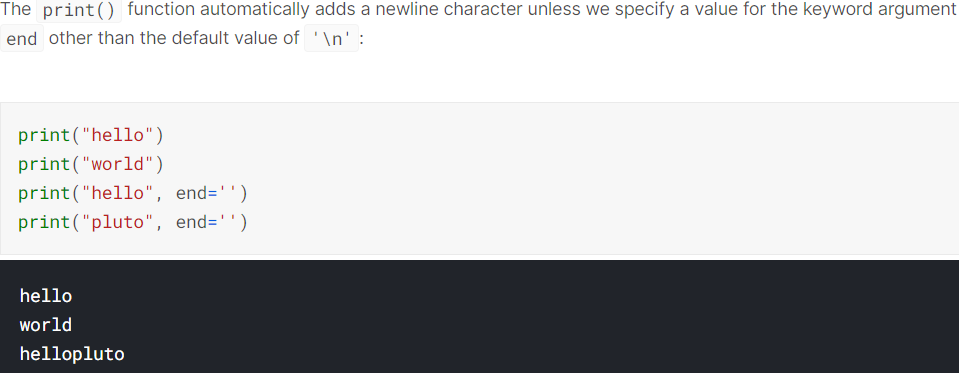 The print() function automatically adds a newline character unless we specify a value for the keyword argument
end other than the default value of '\n' :
print("hello")
print("world")
print("hello", end='')
print("pluto", end='')
hello
world
hellopluto